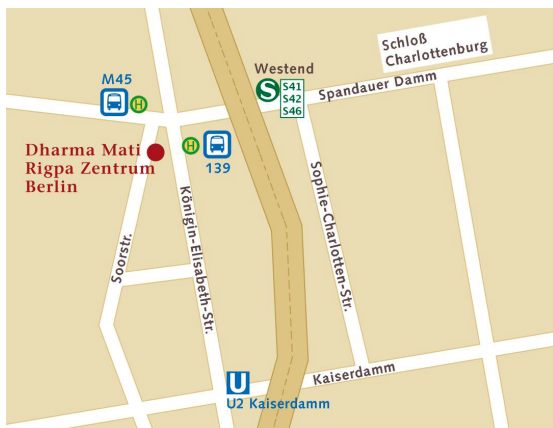 Schloß
Charlottenburg
Westend
S
S41
S42
S46
Spandauer Damm
M45
H
H
139
Dharma Mati
Rigpa Zentrum
Berlin
Soorstr.
Königin-Elisabeth-Str.
Sophie-Charlotten-Str.
Kaiserdamm
U
U2 Kaiserdamm